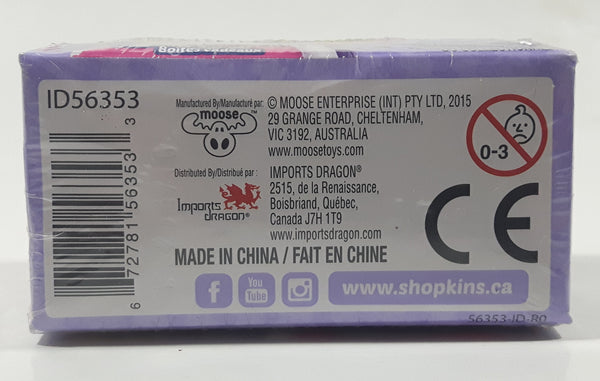 ID56353
6 72781 56353 3
Manufactured By/Manufacturé par:
moose™
© MOOSE ENTERPRISE (INT) PTY LTD, 2015
29 GRANGE ROAD, CHELTENHAM,
VIC 3192, AUSTRALIA
www.moosetoys.com
0-3
Distributed By/Distribué par :
Imports
DRAGON®
IMPORTS DRAGON®
2515, de la Renaissance,
Boisbriand, Québec,
Canada J7H 1T9
www.importsdragon.com
CE
MADE IN CHINA / FAIT EN CHINE
f
You
Tube
www.shopkins.ca
56353-ID-R0